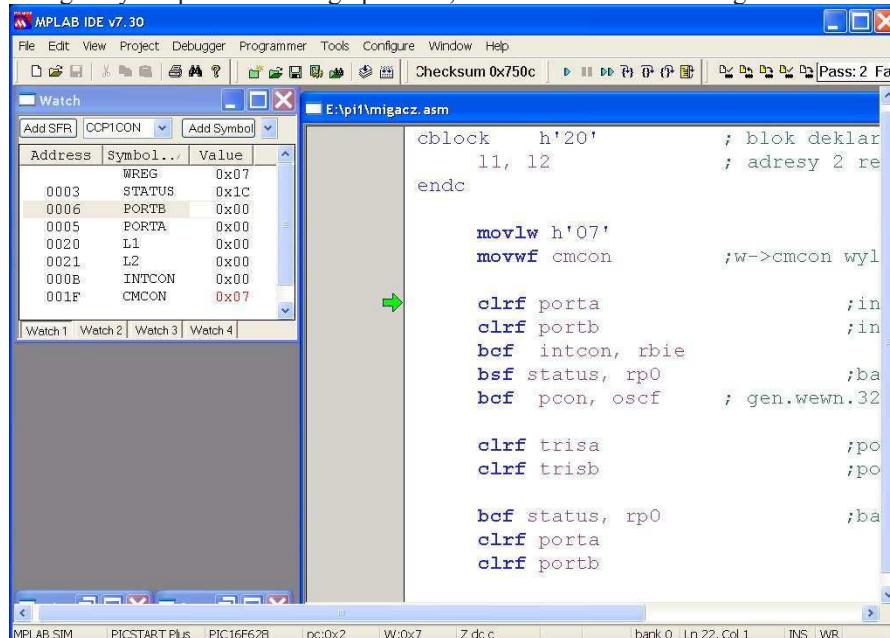 MPLAB IDE v7.30
File Edit View Project Debugger Programmer Tools Configure Window Help
Checksum 0x750c Pass: 2 Fa
Watch
Add SFR CCP1CON Add Symbol
Address Symbol../ Value
WREG 0x07
0003 STATUS 0x1C
0006 PORTB 0x00
0005 PORTA 0x00
0020 L1 0x00
0021 L2 0x00
000B INTCON 0x00
001F CMCON 0x07
Watch 1 Watch 2 Watch 3 Watch 4
E:\pi1\migacz.asm
cblock h'20' ; blok deklar
l1, l2 ; adresy 2 re
endc
movlw h'07'
movwf cmcon ;w->cmcon wyl
clrf porta ;in
clrf portb ;in
bcf intcon, rbie
bsf status, rp0 ;ba
bcf pcon, oscf ; gen.wewn.32
clrf trisa ;po
clrf trisb ;po
bcf status, rp0 ;ba
clrf porta
clrf portb
MPLAB SIM PICSTART Plus PIC16F628 pc:0x2 W:0x7 Z dc c bank 0 Ln 22, Col 1 INS WR